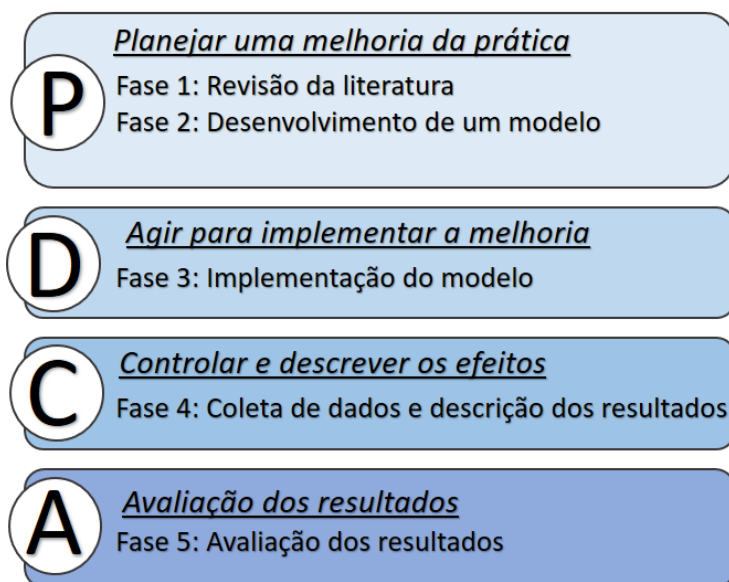 P
Planejar uma melhoria da prática
Fase 1: Revisão da literatura
Fase 2: Desenvolvimento de um modelo
D
Agir para implementar a melhoria
Fase 3: Implementação do modelo
C
Controlar e descrever os efeitos
Fase 4: Coleta de dados e descrição dos resultados
A
Avaliação dos resultados
Fase 5: Avaliação dos resultados